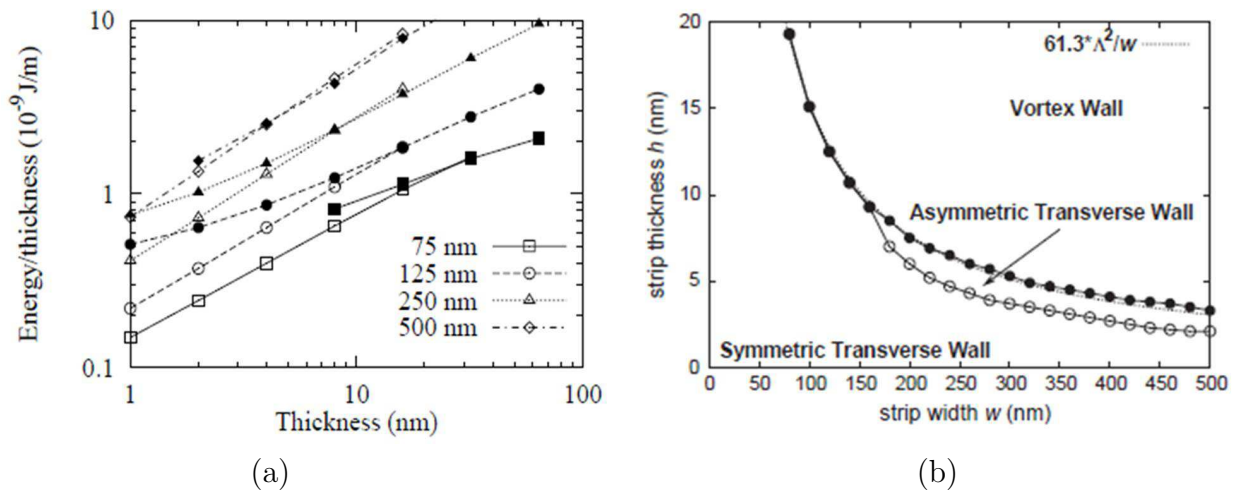 Energy/thickness (10⁻⁹ J/m)
10
1
0.1
75 nm
125 nm
250 nm
500 nm
1
10
100
Thickness (nm)
(a)
strip thickness h (nm)
20
15
10
5
0
61.3*Λ²/w
Vortex Wall
Asymmetric Transverse Wall
Symmetric Transverse Wall
0 50 100 150 200 250 300 350 400 450 500
strip width w (nm)
(b)